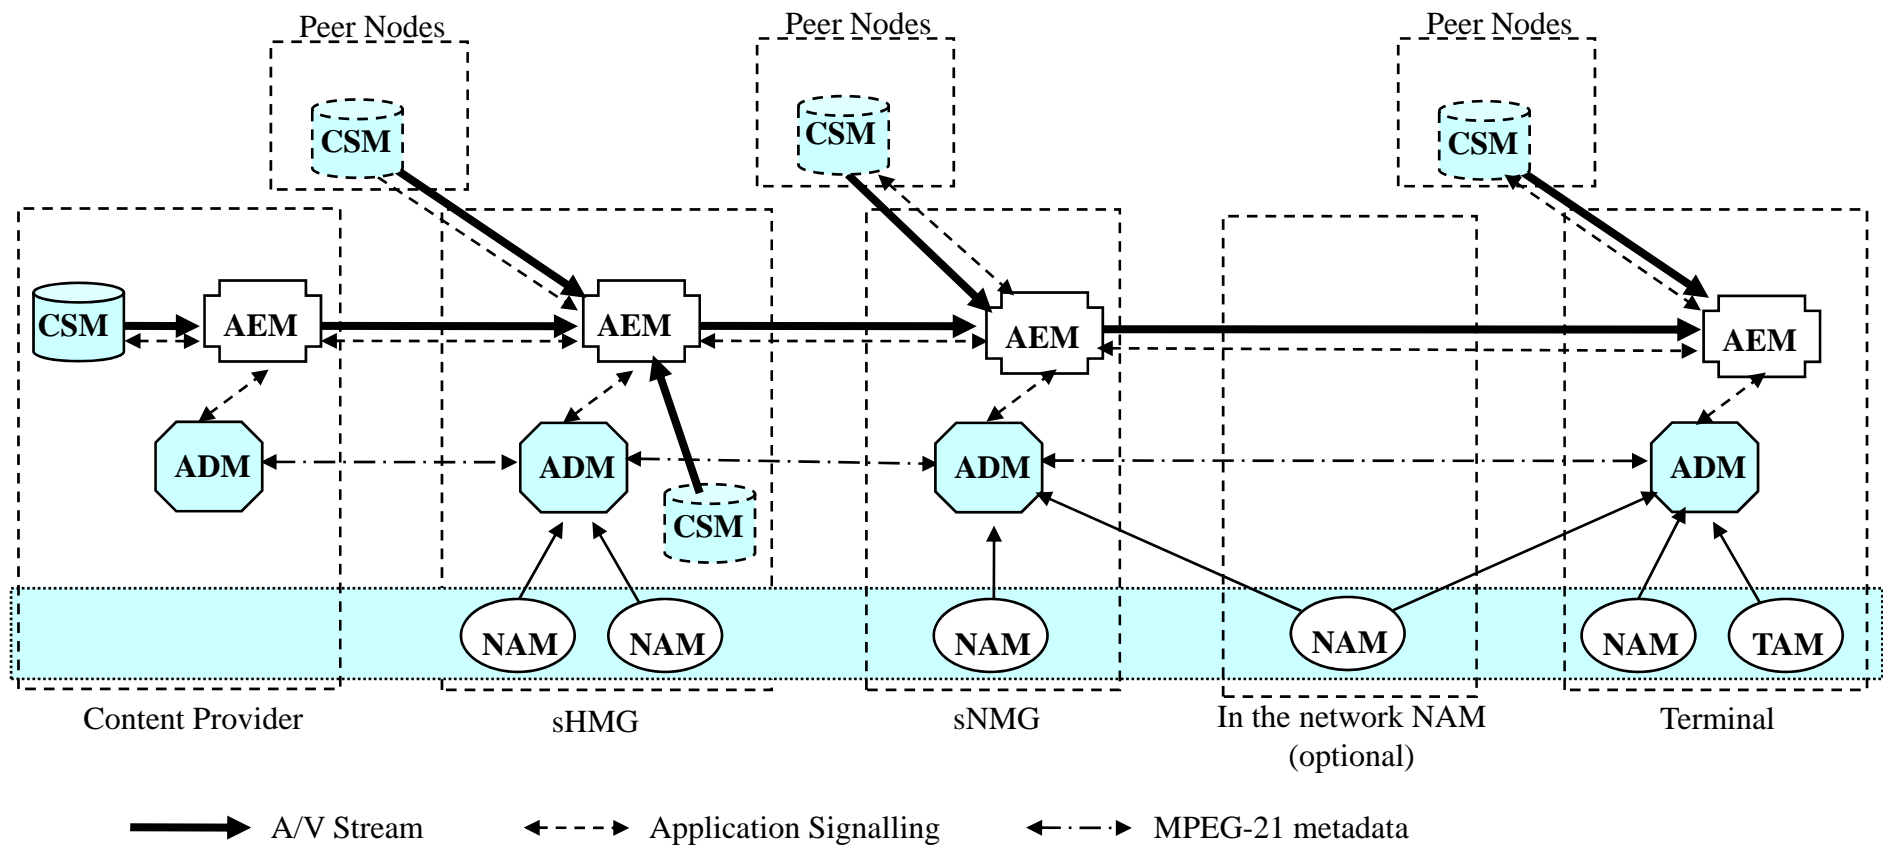 Peer Nodes
Peer Nodes
Peer Nodes
CSM
CSM
CSM
CSM
AEM
AEM
AEM
AEM
ADM
ADM
ADM
ADM
CSM
NAM
NAM
NAM
NAM
NAM
TAM
Content Provider
sHMG
sNMG
In the network NAM
(optional)
Terminal
A/V Stream
Application Signalling
MPEG-21 metadata